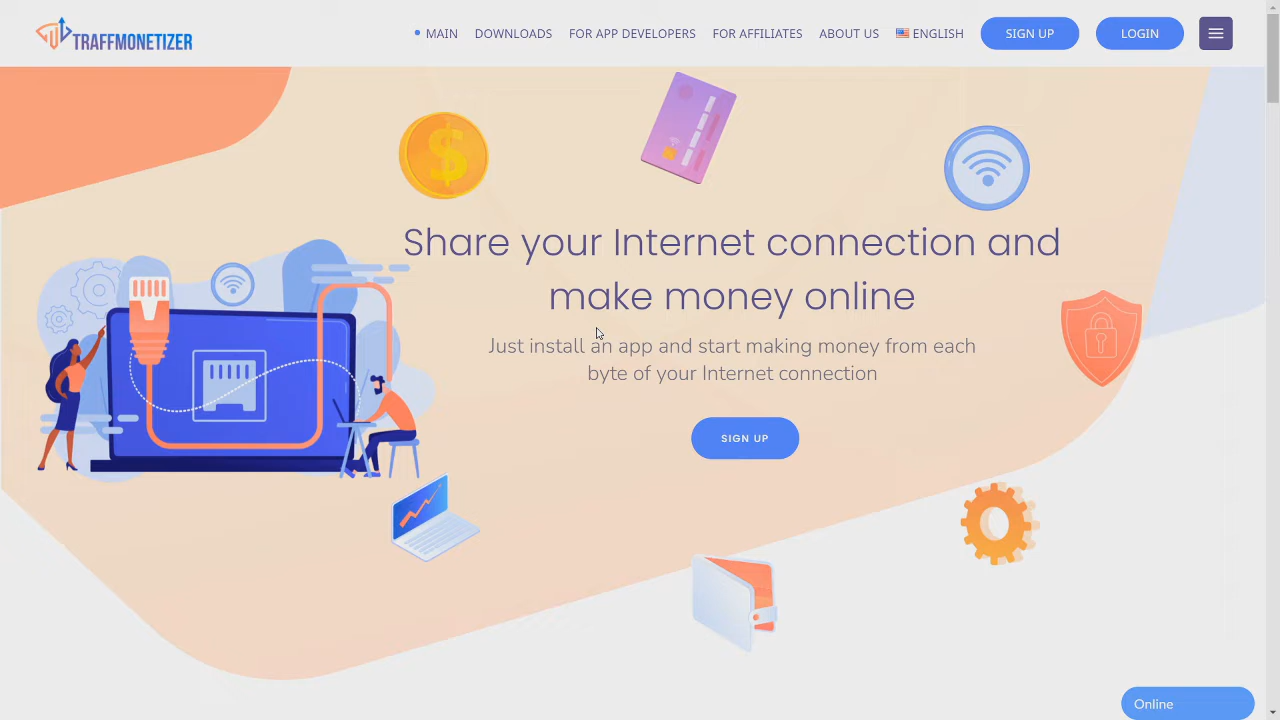 TRAFFMONETIZER
MAIN
DOWNLOADS
FOR APP DEVELOPERS
FOR AFFILIATES
ABOUT US
ENGLISH
SIGN UP
LOGIN
Share your Internet connection and
make money online
Just install an app and start making money from each
byte of your Internet connection
SIGN UP
Online